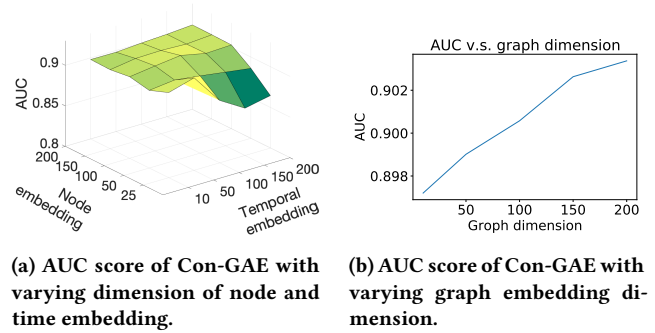 0.9
0.85
0.8
AUC
200
150
100
50
25
Node
embedding
10
50
100
150
200
Temporal
embedding
AUC v.s. graph dimension
0.902
0.900
0.898
AUC
50 100 150 200
Groph dimension
(a) AUC score of Con-GAE with
varying dimension of node and
time embedding.
(b) AUC score of Con-GAE with
varying graph embedding di-
mension.